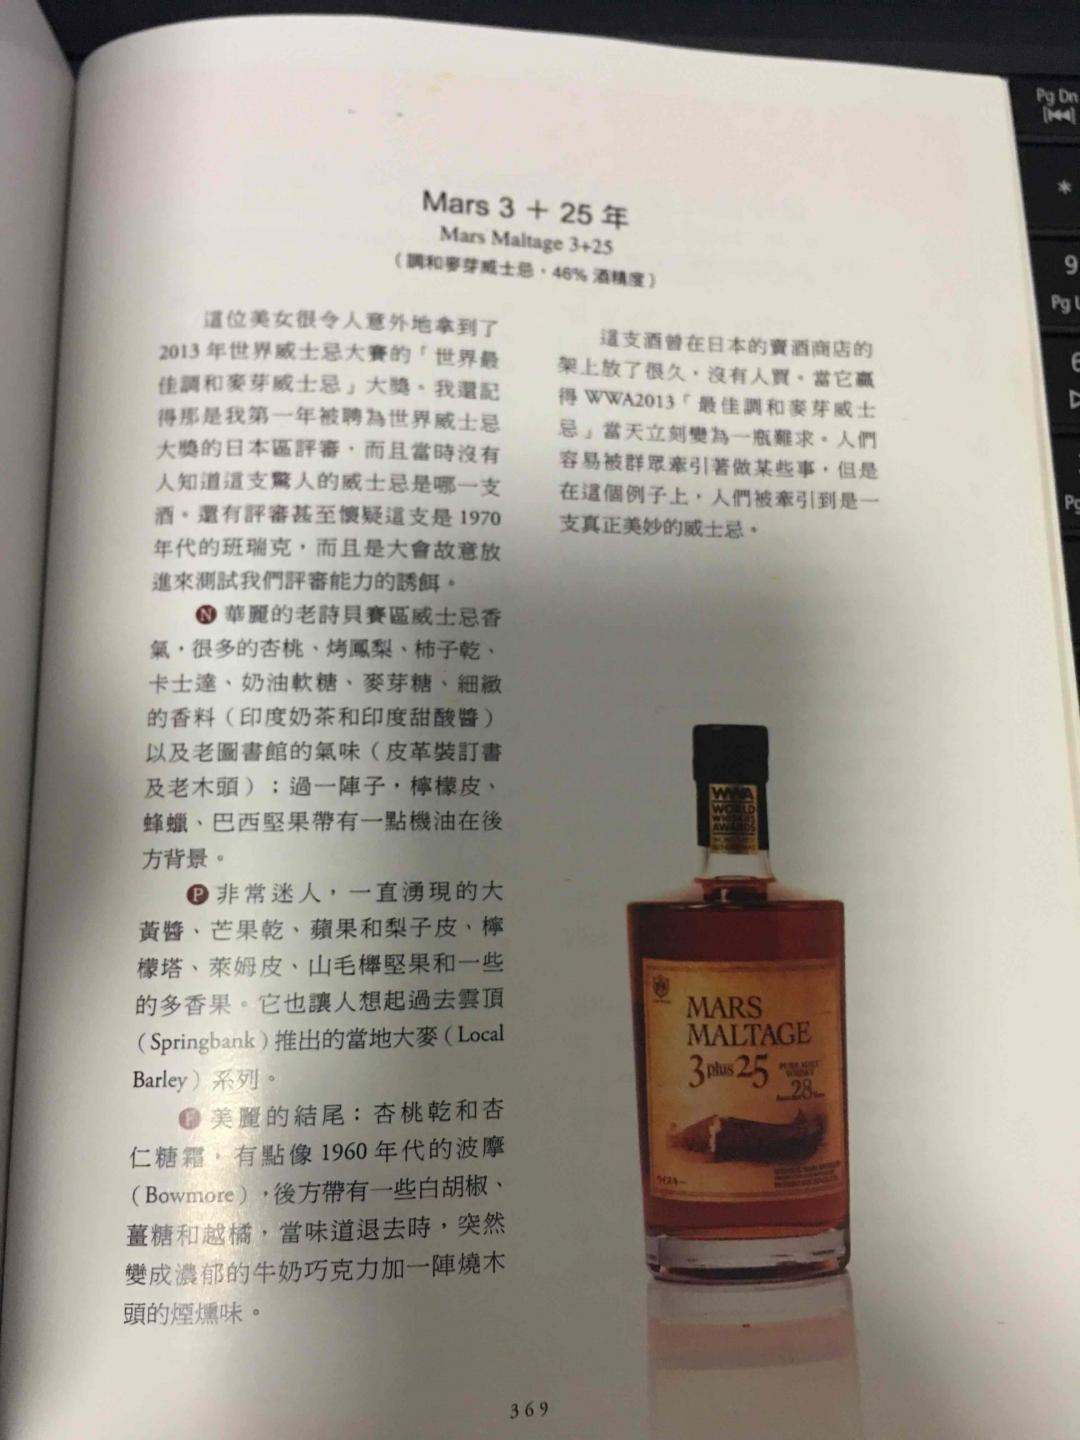 Mars 3 + 25 年
Mars Maltage 3+25
（調和麥芽威士忌，46% 酒精度）
這位美女很令人意外地拿到了
2013 年世界威士忌大賽的「世界最
佳調和麥芽威士忌」大獎。我還記
得那是我第一年被聘為世界威士忌
大獎的日本區評審，而且當時沒有
人知道這支驚人的威士忌是哪一支
酒。還有評審甚至懷疑這支是 1970
年代的班瑞克，而且是大會故意放
進來測試我們評審能力的誘餌。
N 華麗的老詩貝賽區威士忌香
氣，很多的杏桃、烤鳳梨、柿子乾、
卡士達、奶油軟糖、麥芽糖、細緻
的香料（印度奶茶和印度甜酸醬）
以及老圖書館的氣味（皮革裝訂書
及老木頭）；過一陣子，檸檬皮、
蜂蠟、巴西堅果帶有一點機油在後
方背景。
P 非常迷人，一直湧現的大
黃醬、芒果乾、蘋果和梨子皮、檸
檬塔、萊姆皮、山毛櫸堅果和一些
的多香果。它也讓人想起過去雲頂
（Springbank）推出的當地大麥（Local
Barley）系列。
F 美麗的結尾：杏桃乾和杏
仁糖霜，有點像 1960 年代的波摩
（Bowmore），後方帶有一些白胡椒、
薑糖和越橘，當味道退去時，突然
變成濃郁的牛奶巧克力加一陣燒木
頭的煙燻味。
這支酒曾在日本的賣酒商店的
架上放了很久，沒有人買。當它贏
得 WWA2013「最佳調和麥芽威士
忌」當天立刻變為一瓶難求。人們
容易被群眾牽引著做某些事，但是
在這個例子上，人們被牽引到是一
支真正美妙的威士忌。
WWA
WORLD
WHISKIES
AWARDS
MARS
MALTAGE
3 plus 25
PURE MALT
WHISKY
28
ウイスキー
369
Pg Dn
*
9
6